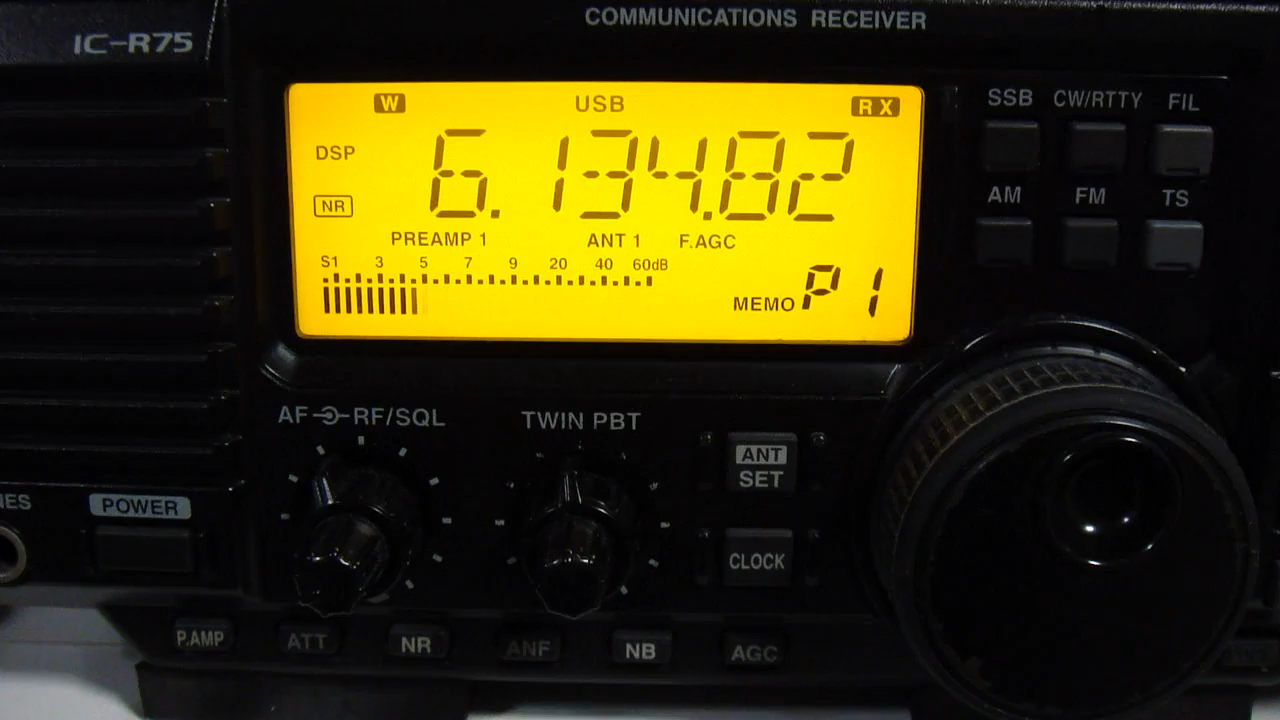 COMMUNICATIONS RECEIVER
IC-R75
W USB RX
DSP 6.134.82
NR
PREAMP 1 ANT 1 F.AGC
S1 3 5 7 9 20 40 60dB
MEMO P1
SSB CW/RTTY FIL
AM FM TS
AF RF/SQL TWIN PBT
ANT
SET
POWER
CLOCK
P.AMP ATT NR ANF NB AGC